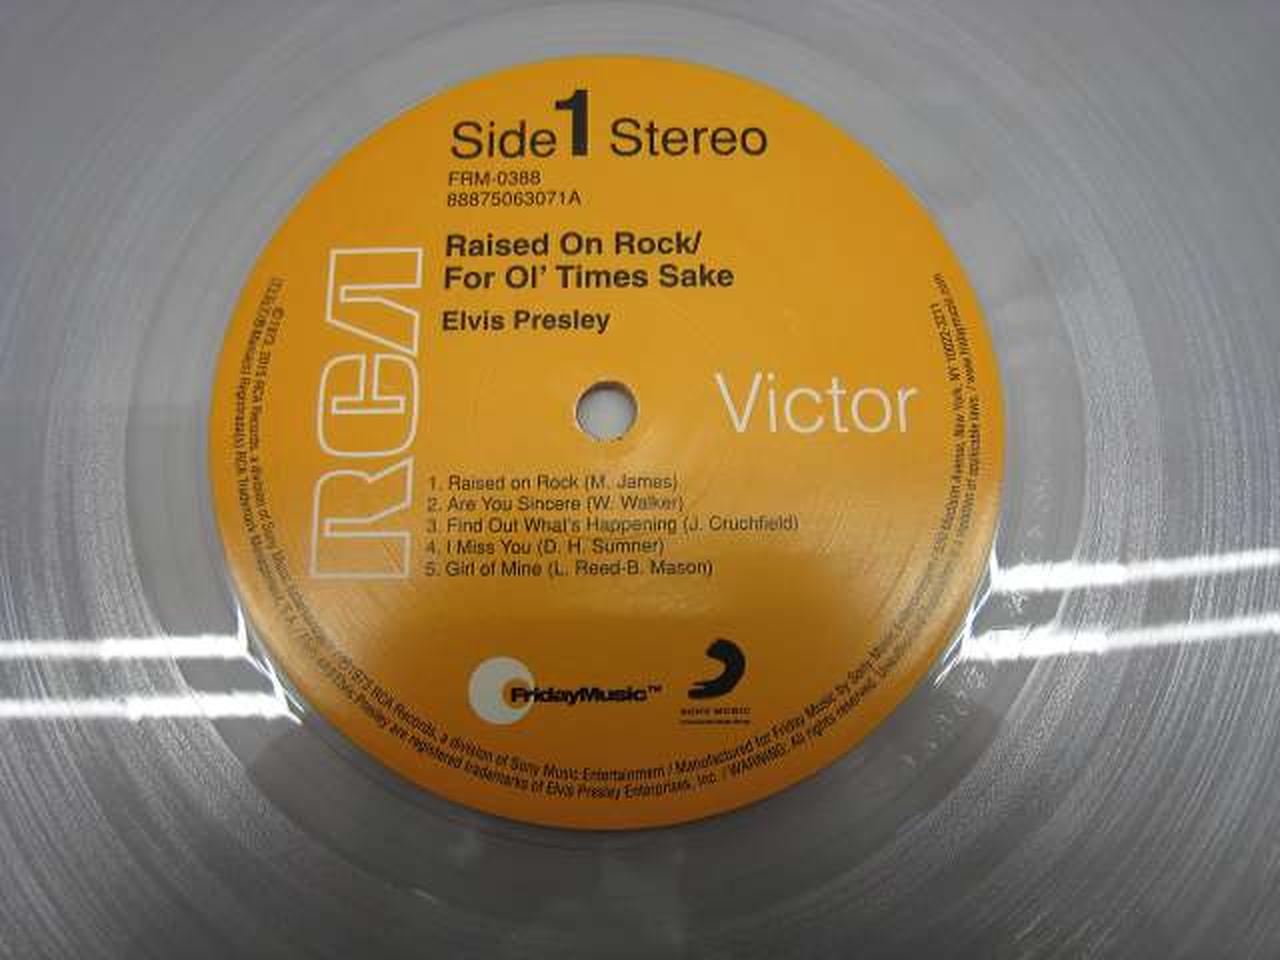 Side 1 Stereo
FRM-0388
88875063071A
Raised On Rock/
For Ol' Times Sake
Elvis Presley
RCA
Victor
1. Raised on Rock (M. James)
2. Are You Sincere (W. Walker)
3. Find Out What's Happening (J. Cruchfield)
4. I Miss You (D. H. Sumner)
5. Girl of Mine (L. Reed-B. Mason)
FridayMusic™
SONY MUSIC
RCA Records, a division of Sony Music Entertainment / Manufactured for Friday Music by Sony Music Entertainment
Presley are registered trademarks of Elvis Presley Enterprises, Inc. / WARNING: All rights reserved.